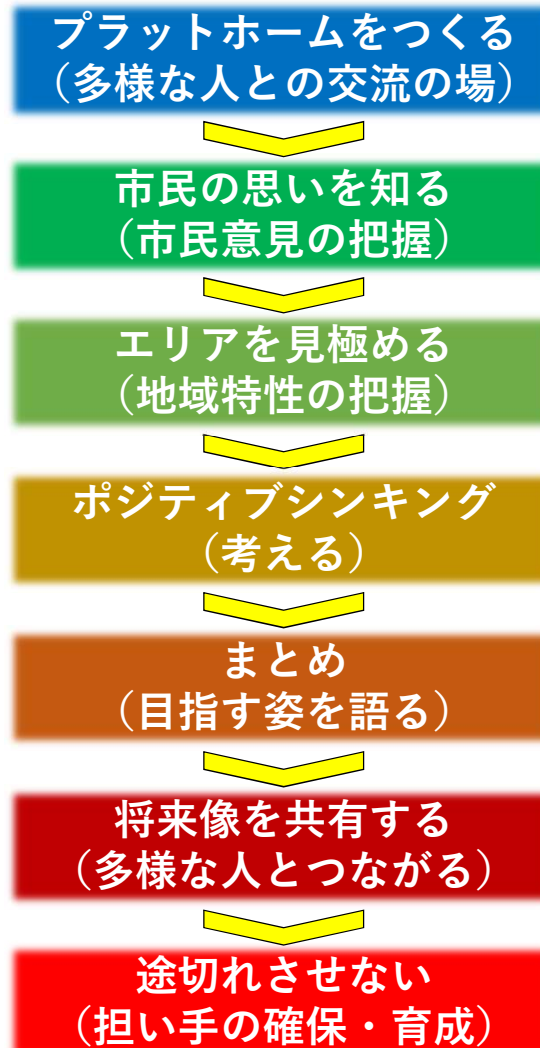 プラットホームをつくる
（多様な人との交流の場）
市民の思いを知る
（市民意見の把握）
エリアを見極める
（地域特性の把握）
ポジティブシンキング
（考える）
まとめ
（目指す姿を語る）
将来像を共有する
（多様な人とつながる）
途切れさせない
（担い手の確保・育成）